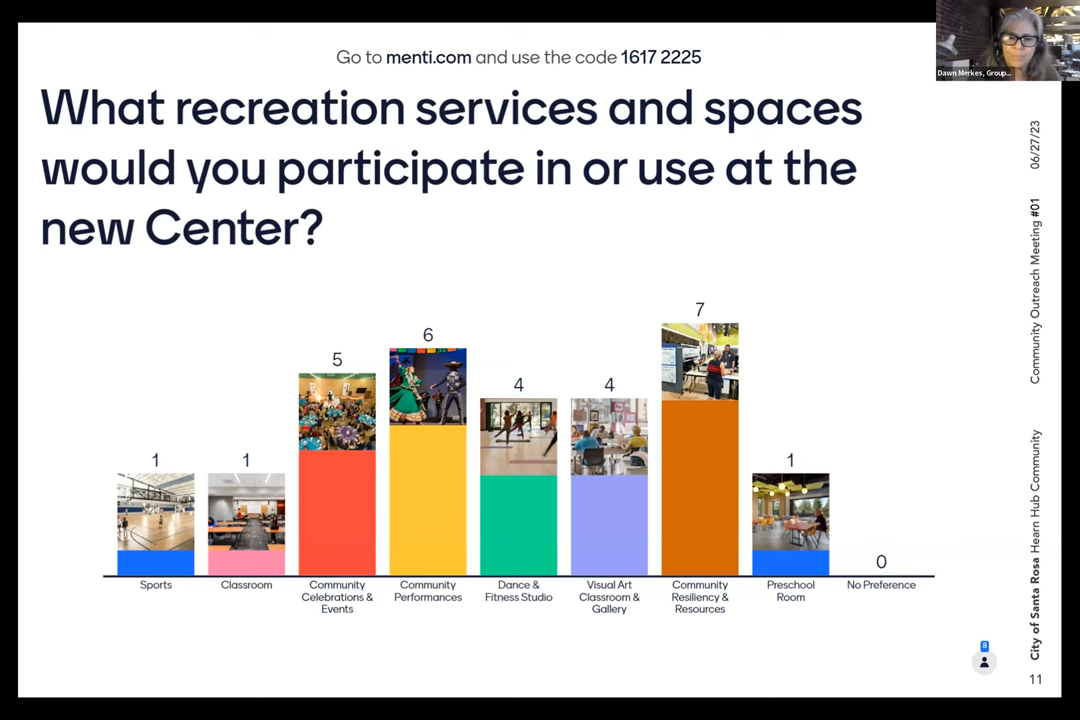 Go to menti.com and use the code 1617 2225
What recreation services and spaces
would you participate in or use at the
new Center?
1
1
5
6
4
4
7
1
0
Sports
Classroom
Community
Celebrations &
Events
Community
Performances
Dance &
Fitness Studio
Visual Art
Classroom &
Gallery
Community
Resiliency &
Resources
Preschool
Room
No Preference
8
Dawn Merkes, Group...
City of Santa Rosa Hearn Hub Community
Community Outreach Meeting #01
06/27/23
11